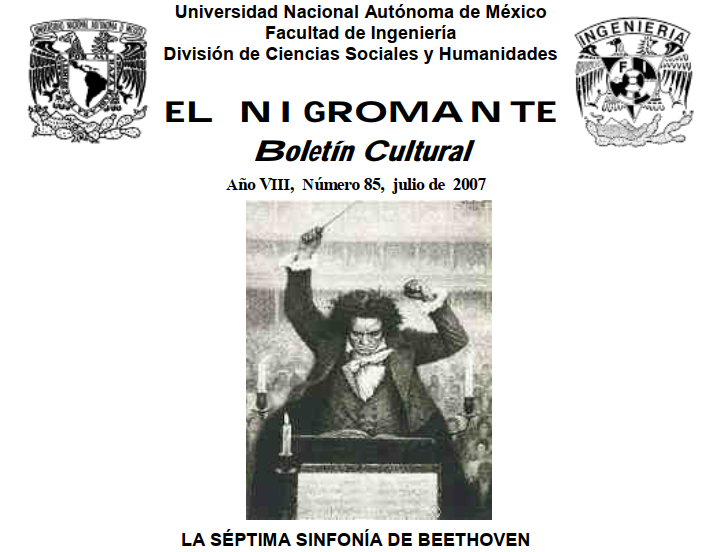 Universidad Nacional Autónoma de México
Facultad de Ingeniería
División de Ciencias Sociales y Humanidades
INGENIERIA
EL NIGROMANTE
Boletín Cultural
Año VIII, Número 85, julio de 2007
LA SÉPTIMA SINFONÍA DE BEETHOVEN